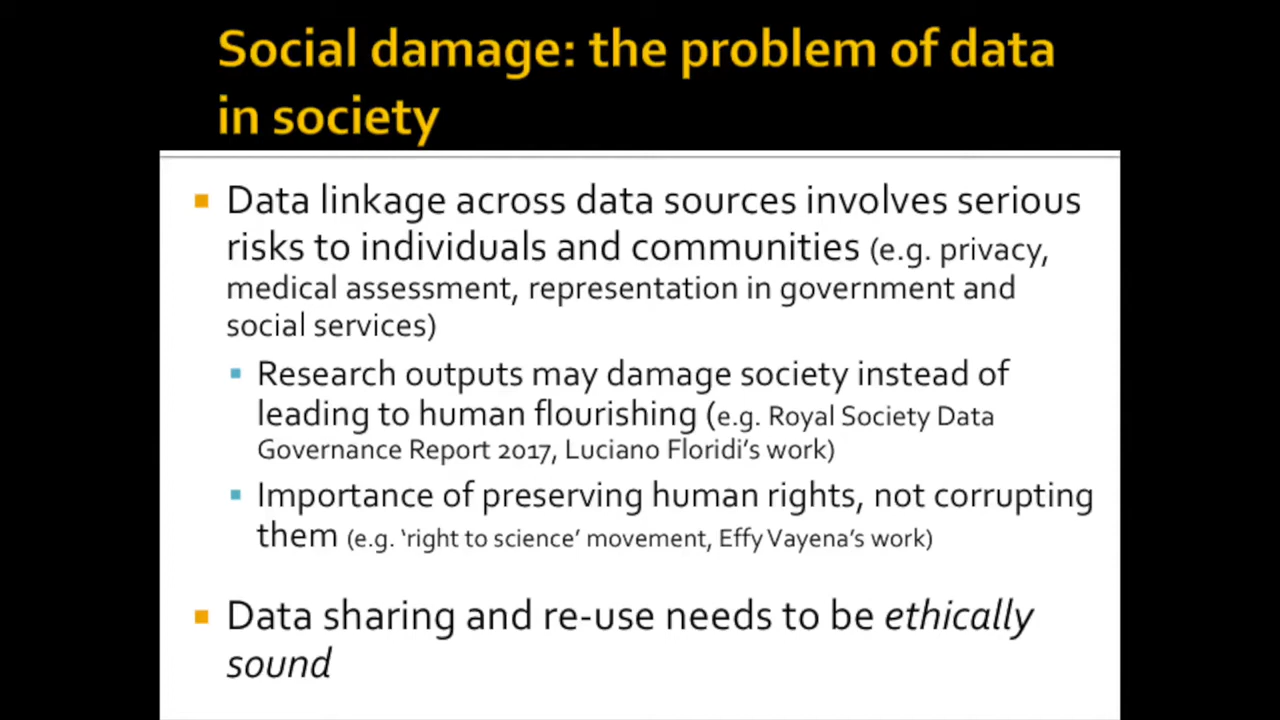 Social damage: the problem of data
in society
Data linkage across data sources involves serious
risks to individuals and communities (e.g. privacy,
medical assessment, representation in government and
social services)
Research outputs may damage society instead of
leading to human flourishing (e.g. Royal Society Data
Governance Report 2017, Luciano Floridi's work)
Importance of preserving human rights, not corrupting
them (e.g. 'right to science' movement, Effy Vayena's work)
Data sharing and re-use needs to be ethically
sound